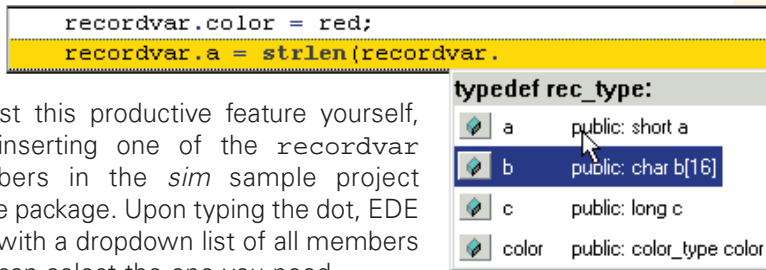 recordvar.color = red;
recordvar.a = strlen(recordvar.
typedef rec_type:
a public: short a
b public: char b[16]
c public: long c
color public: color_type color
st this productive feature yourself,
inserting one of the recordvar
bers in the sim sample project
e package. Upon typing the dot, EDE
with a dropdown list of all members
can select the one you need